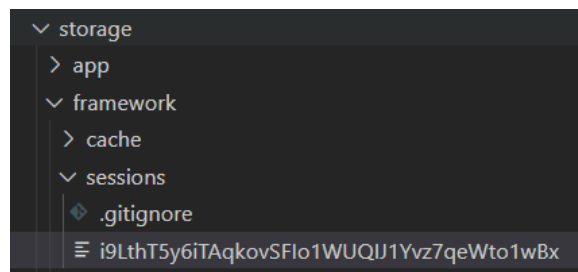 storage
app
framework
cache
sessions
.gitignore
i9LthT5y6iTAqkovSFIo1WUQIJ1Yvz7qeWto1wBx